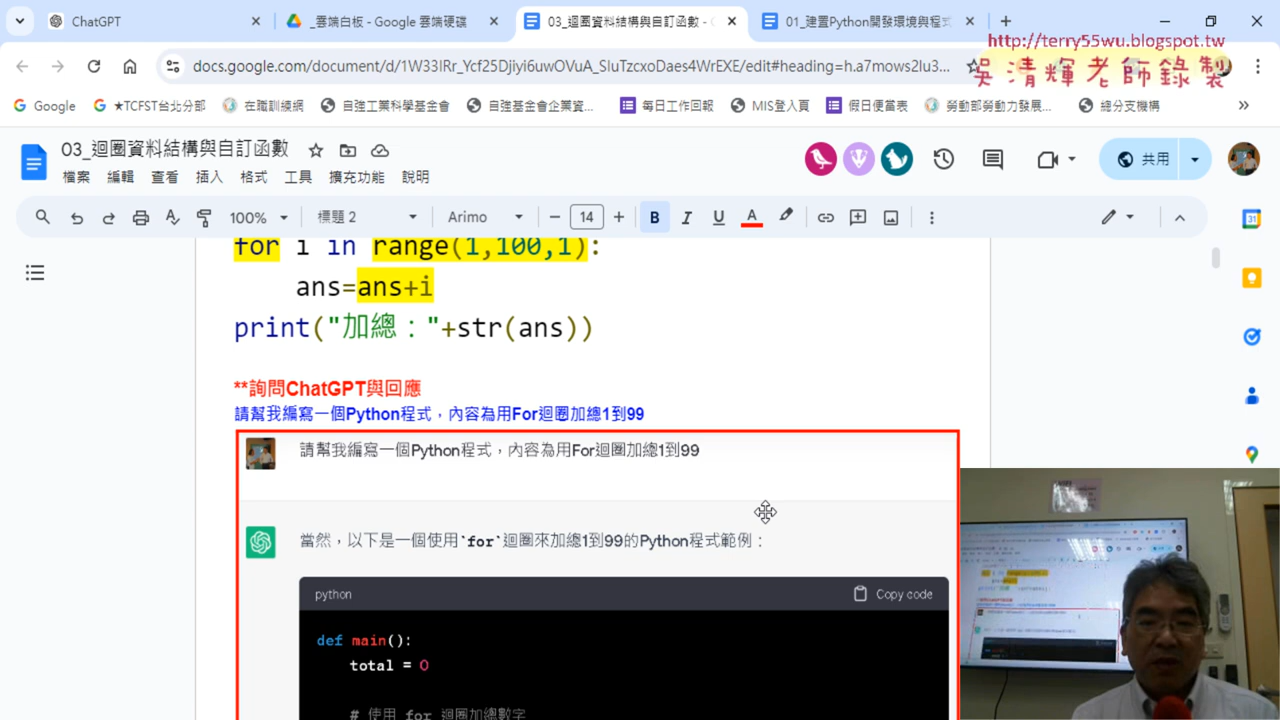 ChatGPT
_雲端白板 - Google 雲端硬碟
03_迴圈資料結構與自訂函數 - G
01_建置Python開發環境與程式
http://terry55wu.blogspot.tw
吳清輝老師錄製
docs.google.com/document/d/1W33lRr_Ycf25Djiyi6uwOVuA_SluTzcxoDaes4WrEXE/edit#heading=h.a7mows2lu3...
Google
★TCFST台北分部
在職訓練網
自強工業科學基金會
自強基金會企業資...
每日工作回報
MIS登入頁
假日便當表
勞動部勞動力發展...
總分支機構
03_迴圈資料結構與自訂函數
檔案 編輯 查看 插入 格式 工具 擴充功能 說明
共用
100% 標題 2 Arimo 14 B I U A
for i in range(1,100,1):
ans=ans+i
print("加總："+str(ans))
**詢問ChatGPT與回應
請幫我編寫一個Python程式，內容為用For迴圈加總1到99
請幫我編寫一個Python程式，內容為用For迴圈加總1到99
當然，以下是一個使用`for`迴圈來加總1到99的Python程式範例：
python
Copy code
def main():
total = 0
# 使用 for 迴圈加總數字